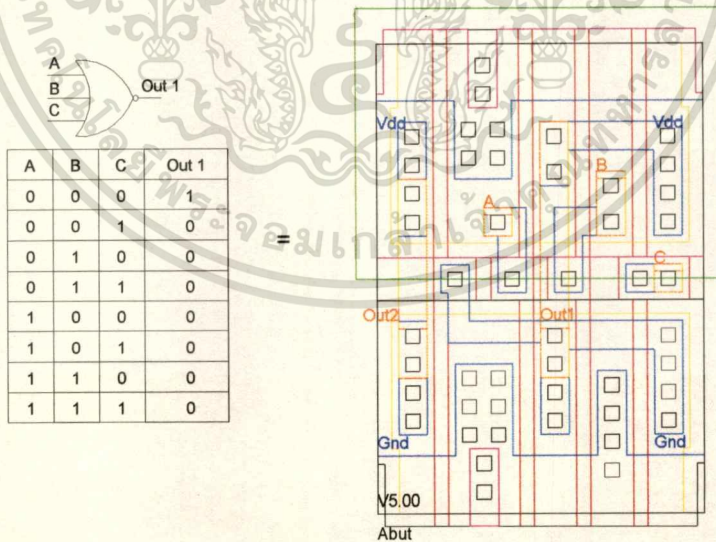 A
B
C
Out 1
A B C Out 1
0 0 0 1
0 0 1 0
0 1 0 0
0 1 1 0
1 0 0 0
1 0 1 0
1 1 0 0
1 1 1 0
=
Vdd
Vdd
A
B
C
Out2
Out1
Gnd
Gnd
V5.00
Abut